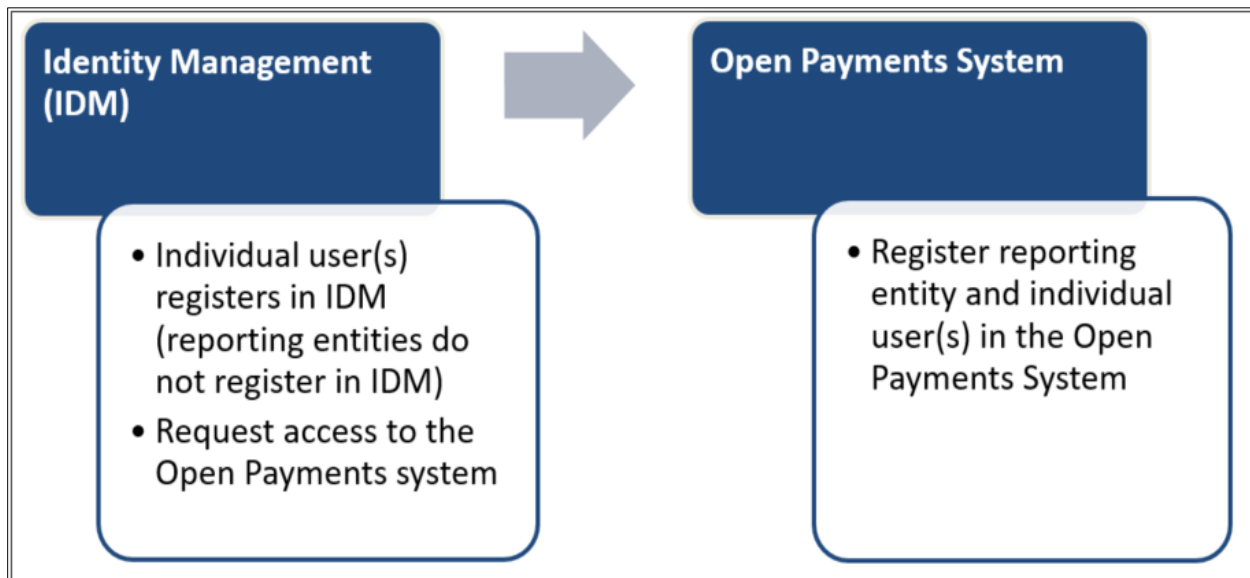 Identity Management
(IDM)
• Individual user(s)
registers in IDM
(reporting entities do
not register in IDM)
• Request access to the
Open Payments system
Open Payments System
• Register reporting
entity and individual
user(s) in the Open
Payments System